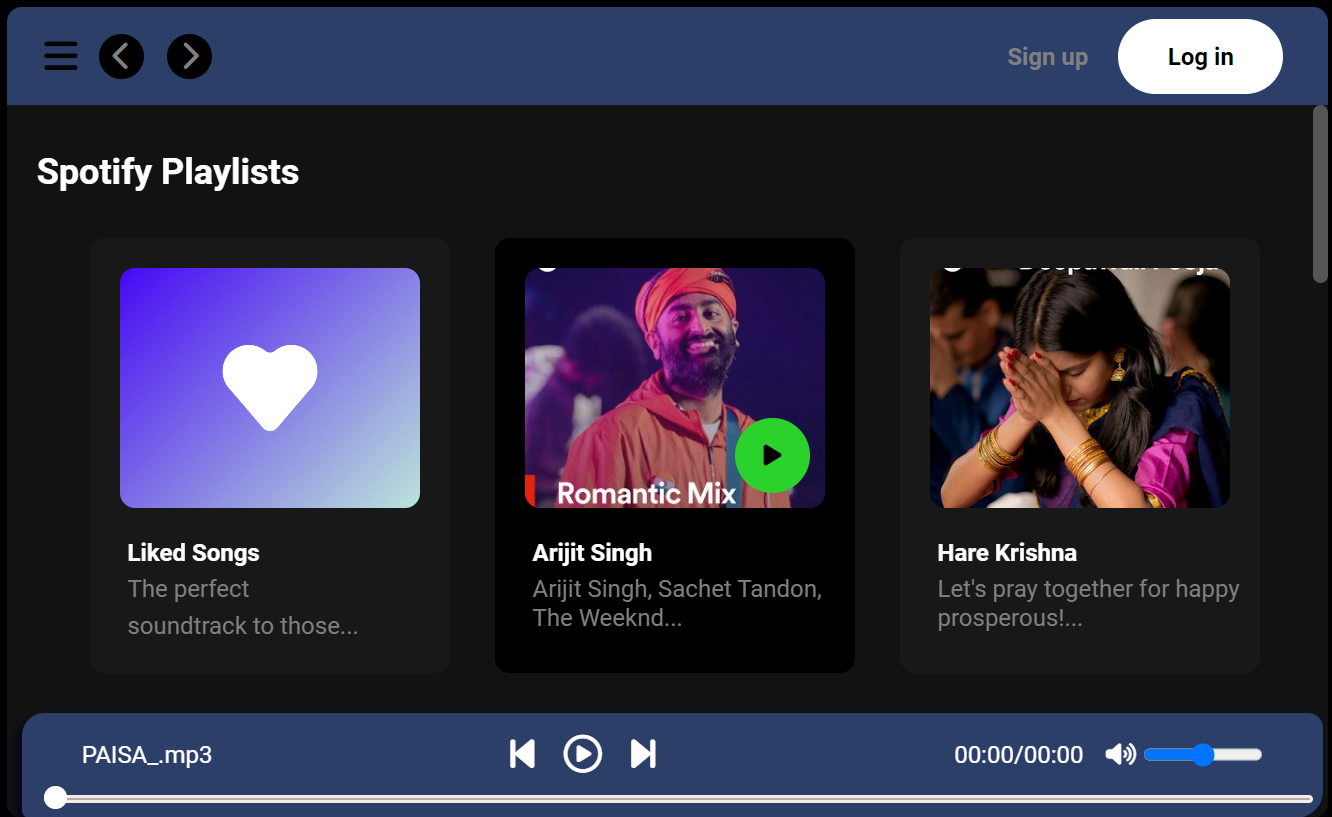 Sign up
Log in
Spotify Playlists
Romantic Mix
Liked Songs
The perfect
soundtrack to those...
Arijit Singh
Arijit Singh, Sachet Tandon,
The Weeknd...
Hare Krishna
Let's pray together for happy
prosperous!...
PAISA_.mp3
00:00/00:00